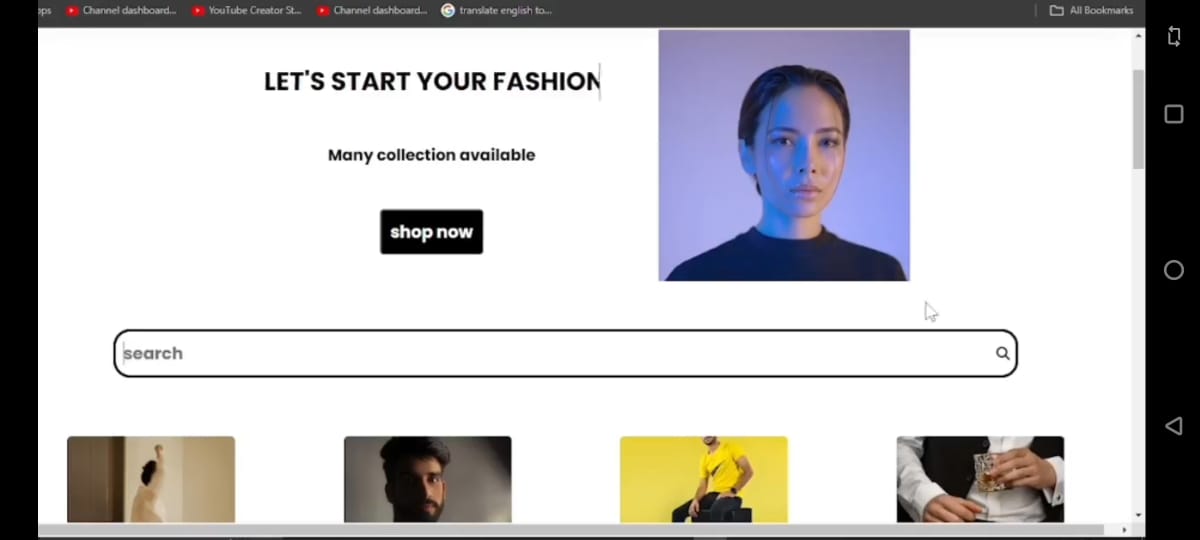 ops Channel dashboard... YouTube Creator St... Channel dashboard... translate english to... All Bookmarks
LET'S START YOUR FASHION
Many collection available
shop now
search